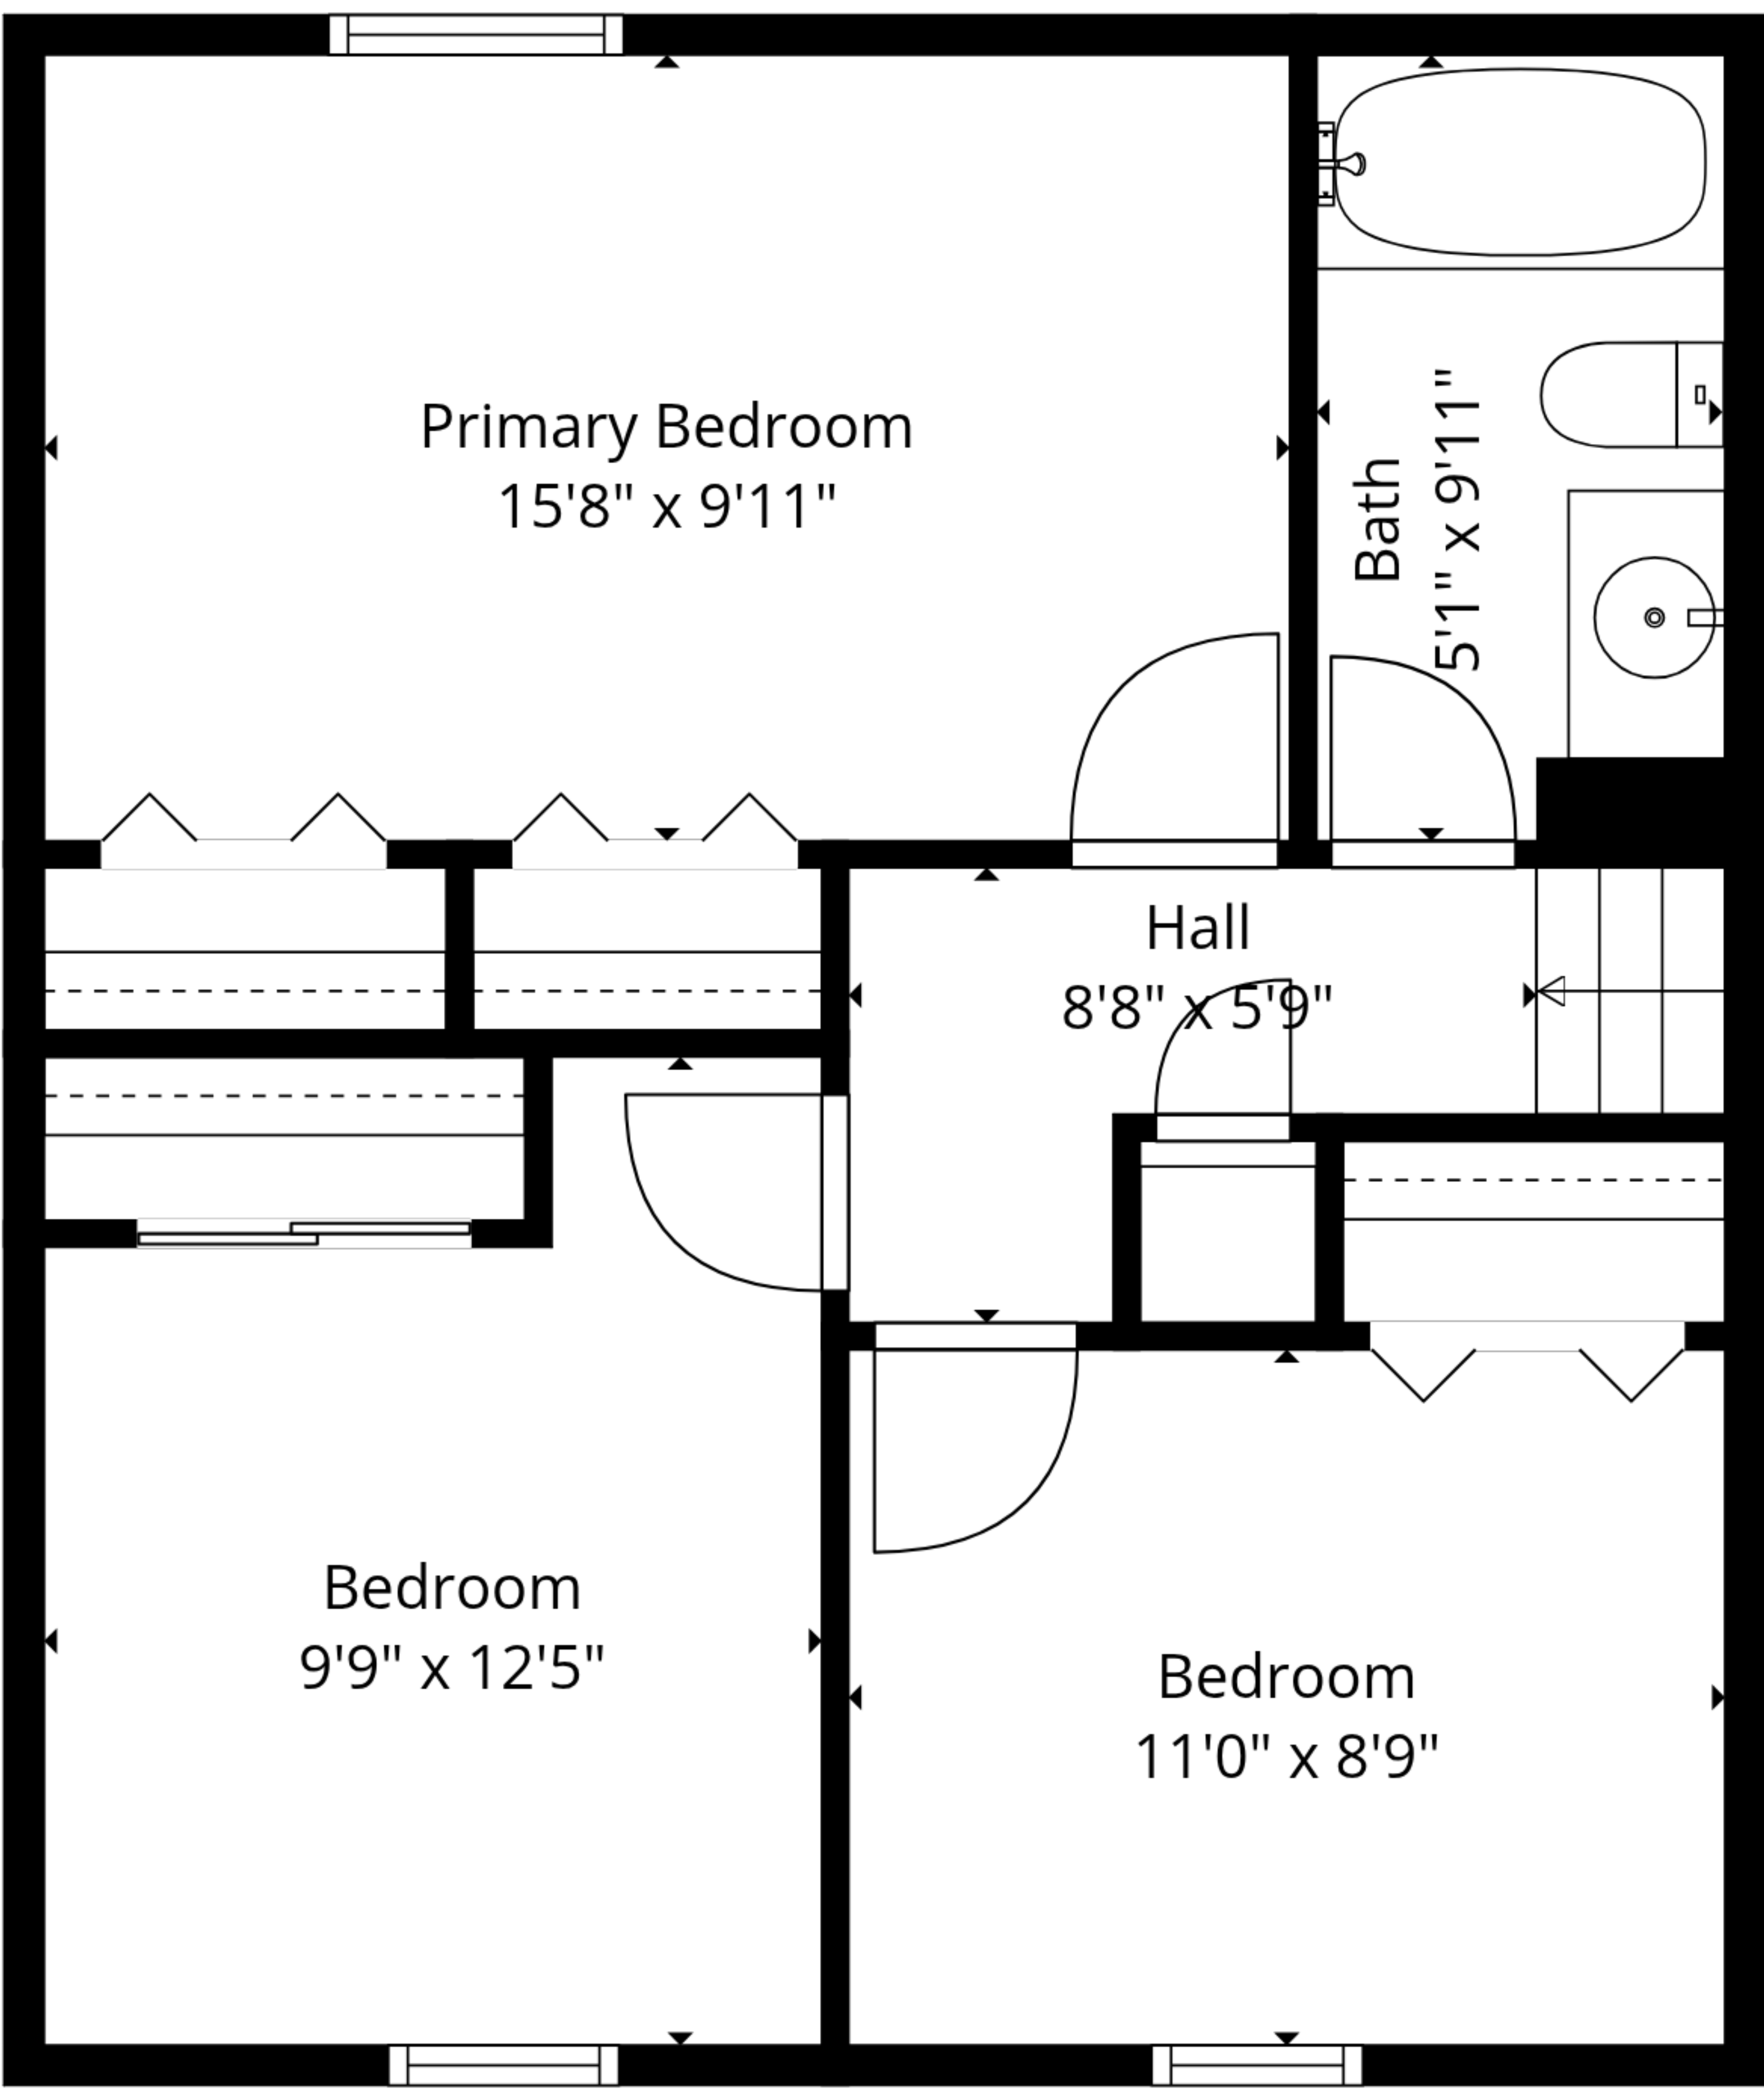 Primary Bedroom
15'8" x 9'11"
Bath
5'1" x 9'11"
Hall
8'8" x 5'9"
Bedroom
9'9" x 12'5"
Bedroom
11'0" x 8'9"